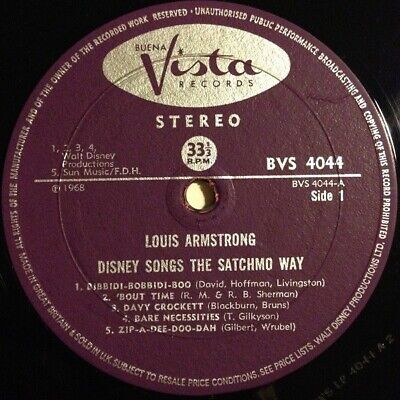 ALL RIGHTS OF THE MANUFACTURER AND OF THE OWNER OF THE RECORDED WORK RESERVED · UNAUTHORISED PUBLIC PERFORMANCE BROADCASTING AND COPYING OF THIS RECORD PROHIBITED
BUENA
Vista
RECORDS
STEREO
1, 2, 3, 4,
Walt Disney
Productions
5, Sun Music/F.D.H.
℗ 1968
33⅓
R.P.M.
BVS 4044
BVS 4044-A
Side 1
LOUIS ARMSTRONG
DISNEY SONGS THE SATCHMO WAY
1. BIBBIDI-BOBBIDI-BOO (David, Hoffman, Livingston)
2. 'BOUT TIME (R. M. & R. B. Sherman)
3. DAVY CROCKETT (Blackburn, Bruns)
4. BARE NECESSITIES (T. Gilkyson)
5. ZIP-A-DEE-DOO-DAH (Gilbert, Wrubel)
MADE IN GREAT BRITAIN & SOLD IN U.K. SUBJECT TO RESALE PRICE CONDITIONS. SEE PRICE LISTS. WALT DISNEY PRODUCTIONS LTD.